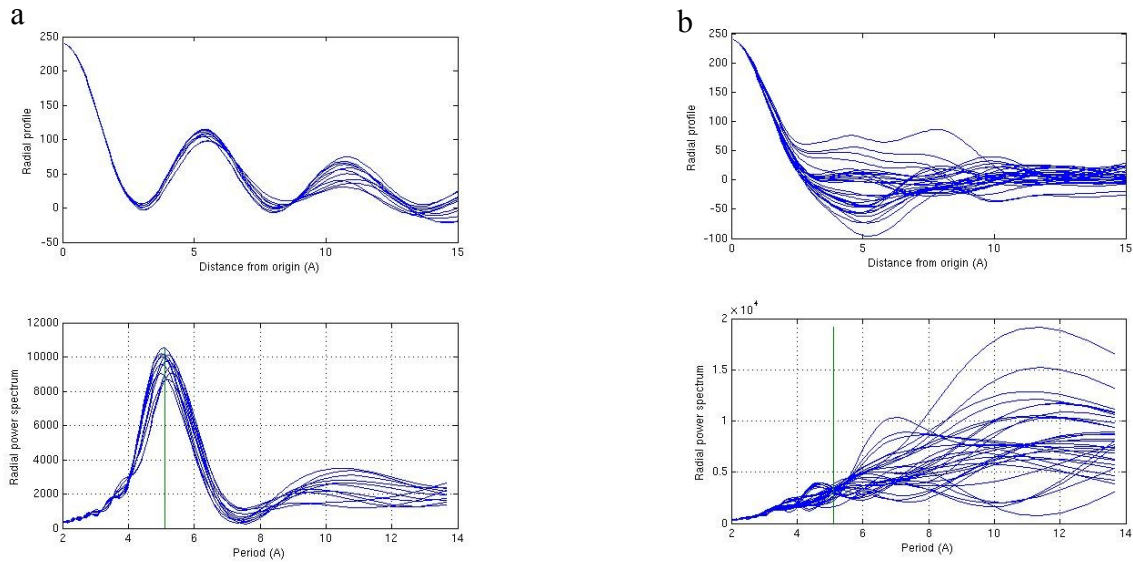 a
250
200
150
100
50
0
-50
0 5 10 15
Radial profile
Distance from origin (A)
12000
10000
8000
6000
4000
2000
0
2 4 6 8 10 12 14
Radial power spectrum
Period (A)
b
250
200
150
100
50
0
-50
-100
0 5 10 15
Radial profile
Distance from origin (A)
2 × 10^4
1.5
1
0.5
0
2 4 6 8 10 12 14
Radial power spectrum
Period (A)